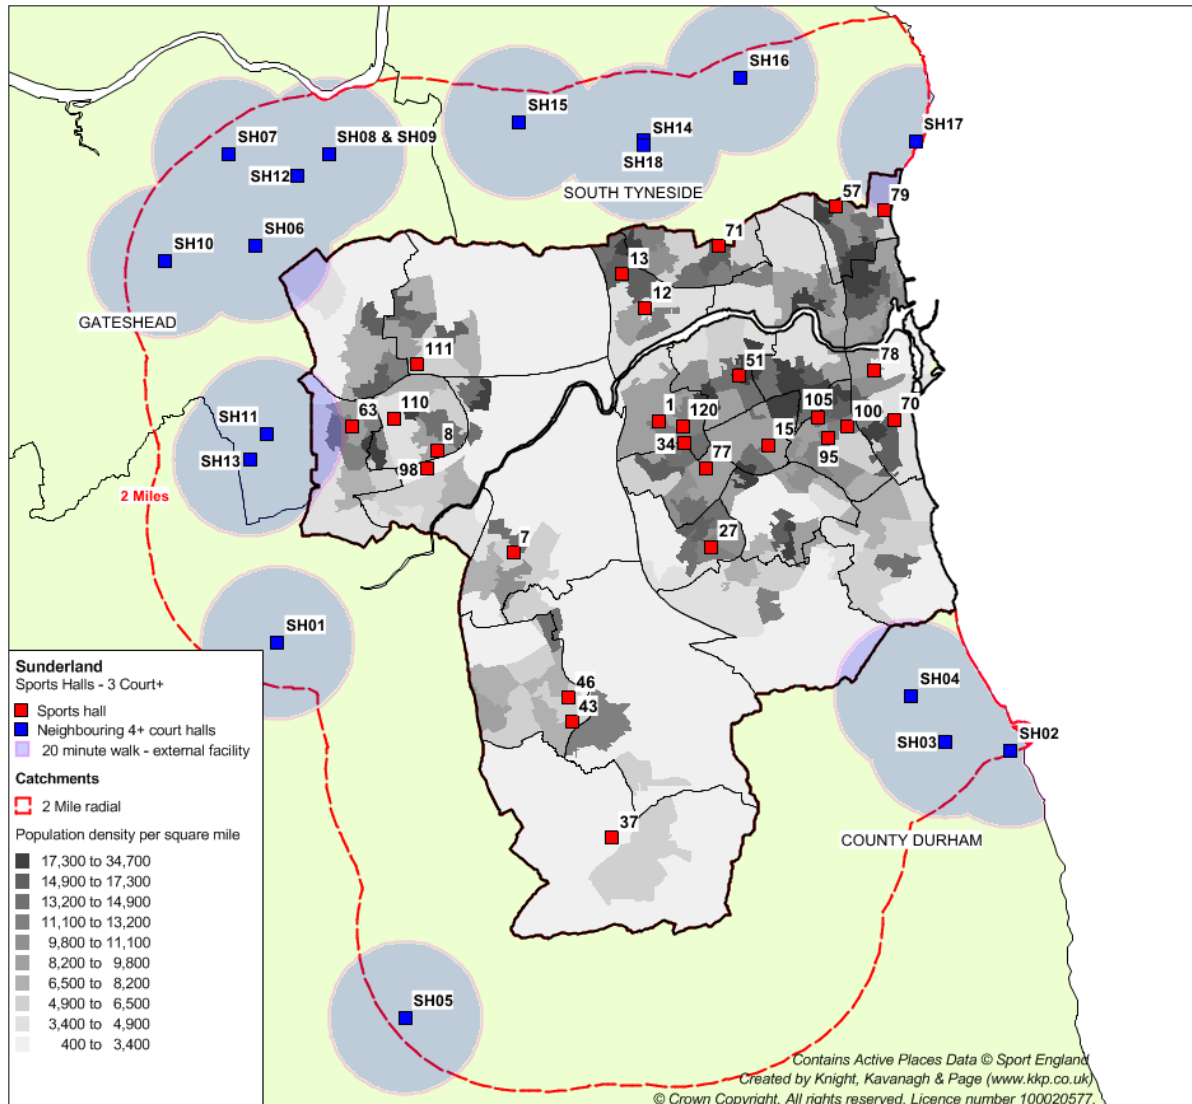 SH16
SH15
SH14
SH18
SH17
SH07
SH08 & SH09
SH12
SOUTH TYNESIDE
57
79
SH10
SH06
71
13
12
GATESHEAD
111
51
78
63
110
1
120
105
100
70
SH11
8
34
15
95
SH13
98
77
2 Miles
27
7
SH01
46
43
SH04
SH03
SH02
37
COUNTY DURHAM
SH05
Sunderland
Sports Halls - 3 Court+
Sports hall
Neighbouring 4+ court halls
20 minute walk - external facility
Catchments
2 Mile radial
Population density per square mile
17,300 to 34,700
14,900 to 17,300
13,200 to 14,900
11,100 to 13,200
9,800 to 11,100
8,200 to 9,800
6,500 to 8,200
4,900 to 6,500
3,400 to 4,900
400 to 3,400
Contains Active Places Data © Sport England
Created by Knight, Kavanagh & Page (www.kkp.co.uk)
© Crown Copyright. All rights reserved. Licence number 100020577.